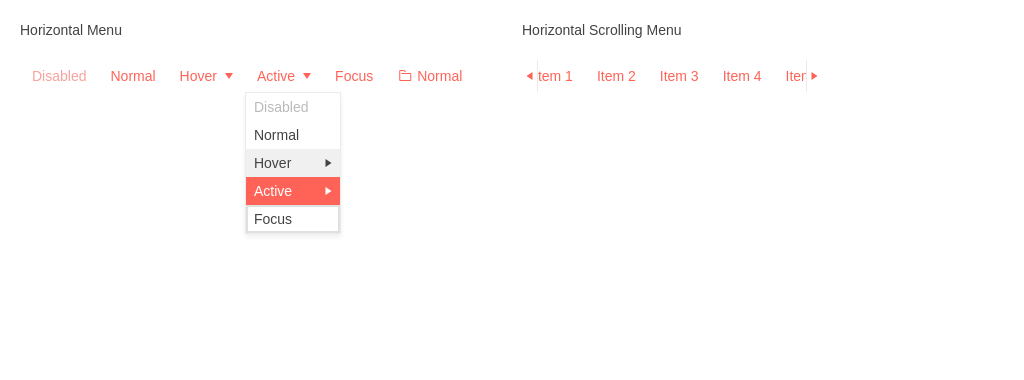 Horizontal Menu
Disabled Normal Hover Active Focus Normal
Disabled
Normal
Hover
Active
Focus
Horizontal Scrolling Menu
tem 1 Item 2 Item 3 Item 4 Iter